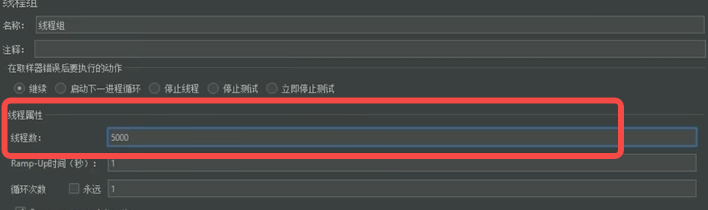 线程组
名称： 线程组
注释：
在取样器错误后要执行的动作
继续 启动下一进程循环 停止线程 停止测试 立即停止测试
线程属性
线程数： 5000
Ramp-Up时间（秒）： 1
循环次数 永远 1